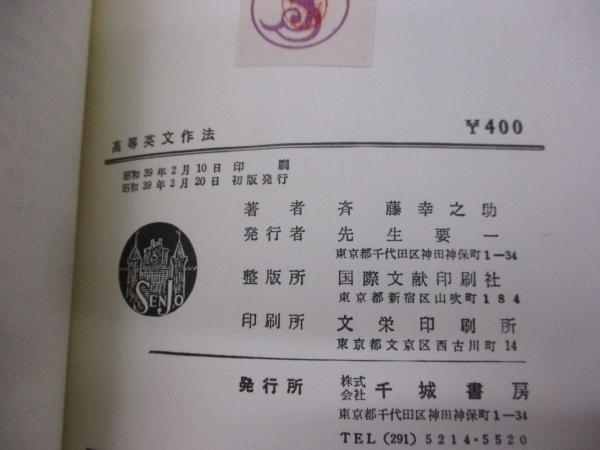 高等英文作法
¥400
昭和39年2月10日 印 刷
昭和39年2月20日 初版発行
著 者 斉藤幸之助
発行者 先生要一
東京都千代田区神田神保町1−34
整版所 国際文献印刷社
東京都新宿区山吹町184
印刷所 文栄印刷所
東京都文京区西古川町14
SENJO
発行所 株式会社 千城書房
東京都千代田区神田神保町1−34
TEL (291) 5214・5520